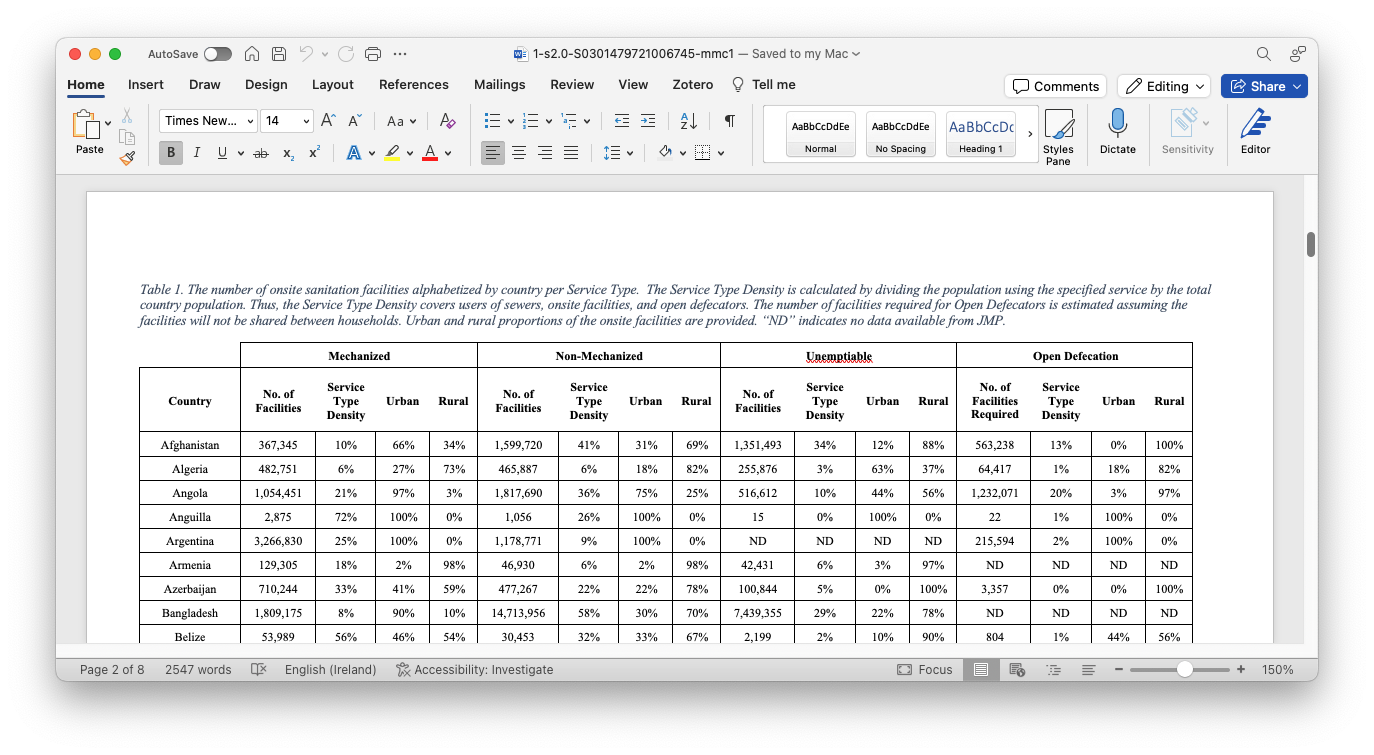 AutoSave
1-s2.0-S0301479721006745-mmc1 — Saved to my Mac
Home Insert Draw Design Layout References Mailings Review View Zotero Tell me
Comments Editing Share
Paste
Times New... 14 Aa
B I U ab x₂ x² A A
AaBbCcDdEe AaBbCcDdEe AaBbCcDc
Normal No Spacing Heading 1
Styles Pane
Dictate
Sensitivity
Editor
Table 1. The number of onsite sanitation facilities alphabetized by country per Service Type. The Service Type Density is calculated by dividing the population using the specified service by the total
country population. Thus, the Service Type Density covers users of sewers, onsite facilities, and open defecators. The number of facilities required for Open Defecators is estimated assuming the
facilities will not be shared between households. Urban and rural proportions of the onsite facilities are provided. “ND” indicates no data available from JMP.
Mechanized Non-Mechanized Unemptiable Open Defecation
Country No. of Facilities Service Type Density Urban Rural No. of Facilities Service Type Density Urban Rural No. of Facilities Service Type Density Urban Rural No. of Facilities Required Service Type Density Urban Rural
Afghanistan 367,345 10% 66% 34% 1,599,720 41% 31% 69% 1,351,493 34% 12% 88% 563,238 13% 0% 100%
Algeria 482,751 6% 27% 73% 465,887 6% 18% 82% 255,876 3% 63% 37% 64,417 1% 18% 82%
Angola 1,054,451 21% 97% 3% 1,817,690 36% 75% 25% 516,612 10% 44% 56% 1,232,071 20% 3% 97%
Anguilla 2,875 72% 100% 0% 1,056 26% 100% 0% 15 0% 100% 0% 22 1% 100% 0%
Argentina 3,266,830 25% 100% 0% 1,178,771 9% 100% 0% ND ND ND ND 215,594 2% 100% 0%
Armenia 129,305 18% 2% 98% 46,930 6% 2% 98% 42,431 6% 3% 97% ND ND ND ND
Azerbaijan 710,244 33% 41% 59% 477,267 22% 22% 78% 100,844 5% 0% 100% 3,357 0% 0% 100%
Bangladesh 1,809,175 8% 90% 10% 14,713,956 58% 30% 70% 7,439,355 29% 22% 78% ND ND ND ND
Belize 53,989 56% 46% 54% 30,453 32% 33% 67% 2,199 2% 10% 90% 804 1% 44% 56%
Page 2 of 8 2547 words English (Ireland) Accessibility: Investigate Focus 150%